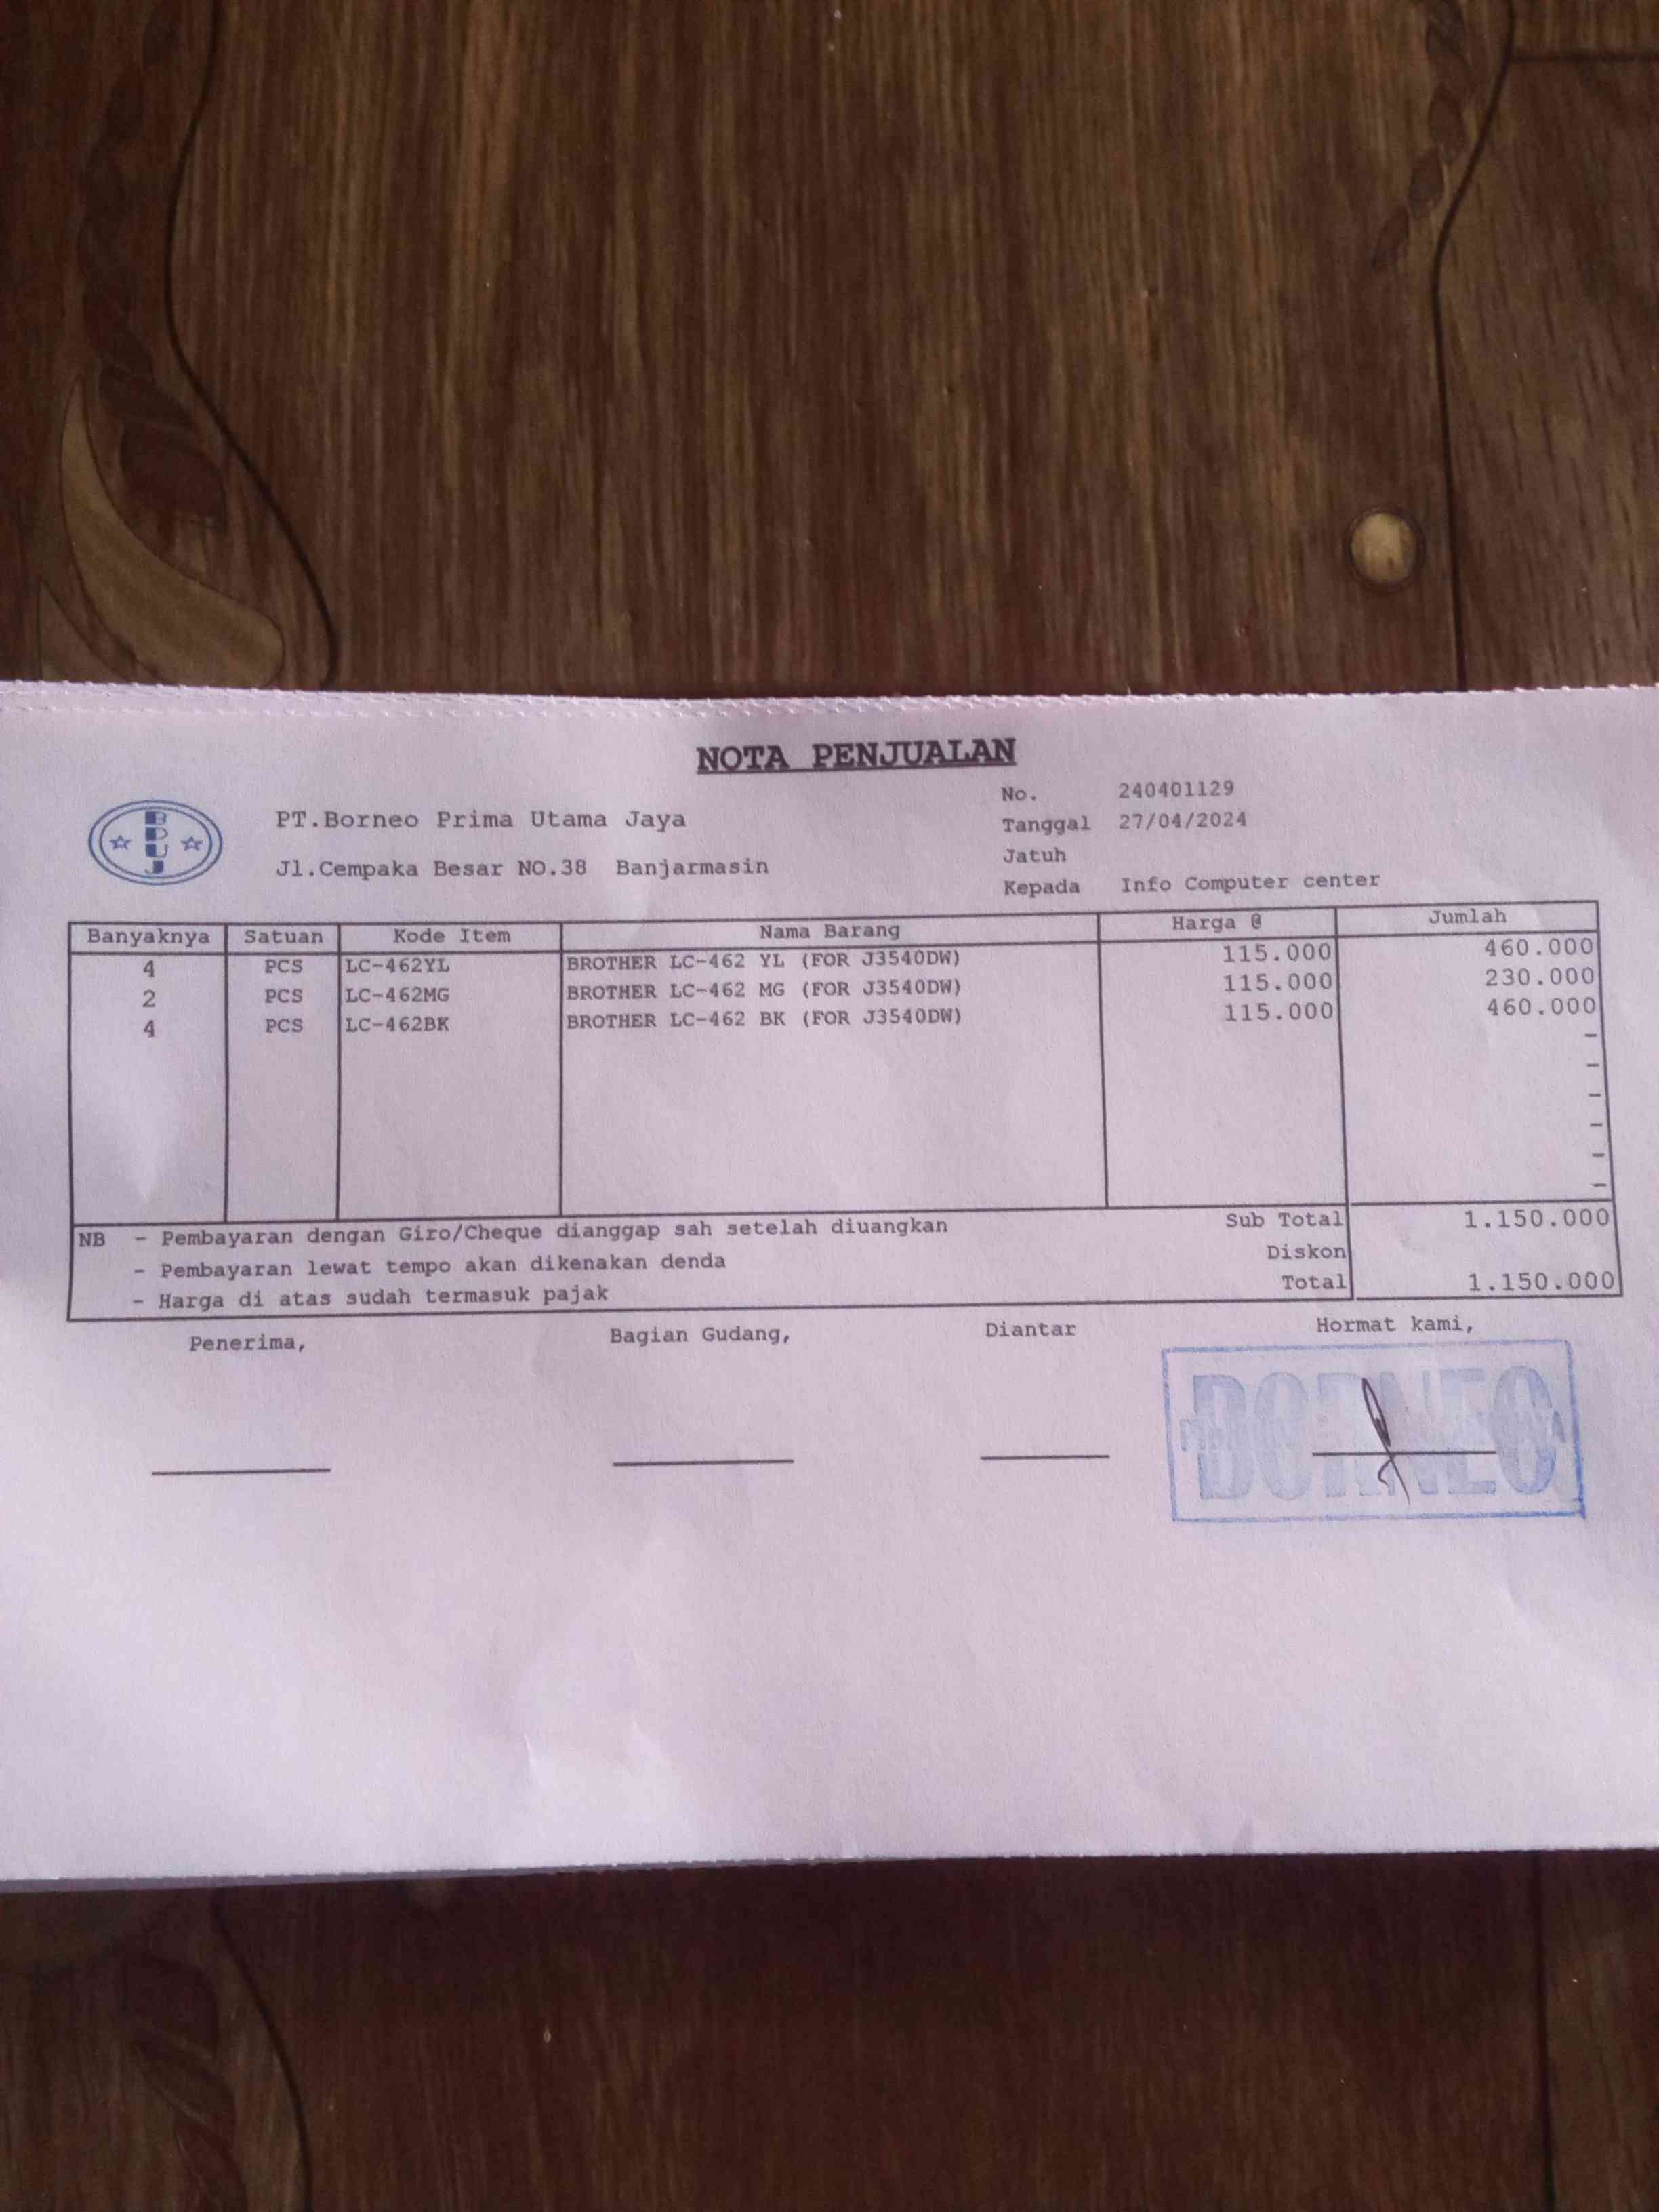 NOTA PENJUALAN
BPUJ
PT.Borneo Prima Utama Jaya
Jl.Cempaka Besar NO.38 Banjarmasin
No. 240401129
Tanggal 27/04/2024
Jatuh
Kepada Info Computer center
Banyaknya Satuan Kode Item Nama Barang Harga @ Jumlah
4 PCS LC-462YL BROTHER LC-462 YL (FOR J3540DW) 115.000 460.000
2 PCS LC-462MG BROTHER LC-462 MG (FOR J3540DW) 115.000 230.000
4 PCS LC-462BK BROTHER LC-462 BK (FOR J3540DW) 115.000 460.000
-
-
-
-
-
-
NB - Pembayaran dengan Giro/Cheque dianggap sah setelah diuangkan Sub Total 1.150.000
- Pembayaran lewat tempo akan dikenakan denda Diskon
- Harga di atas sudah termasuk pajak Total 1.150.000
Penerima, Bagian Gudang, Diantar Hormat kami,
BORNEO